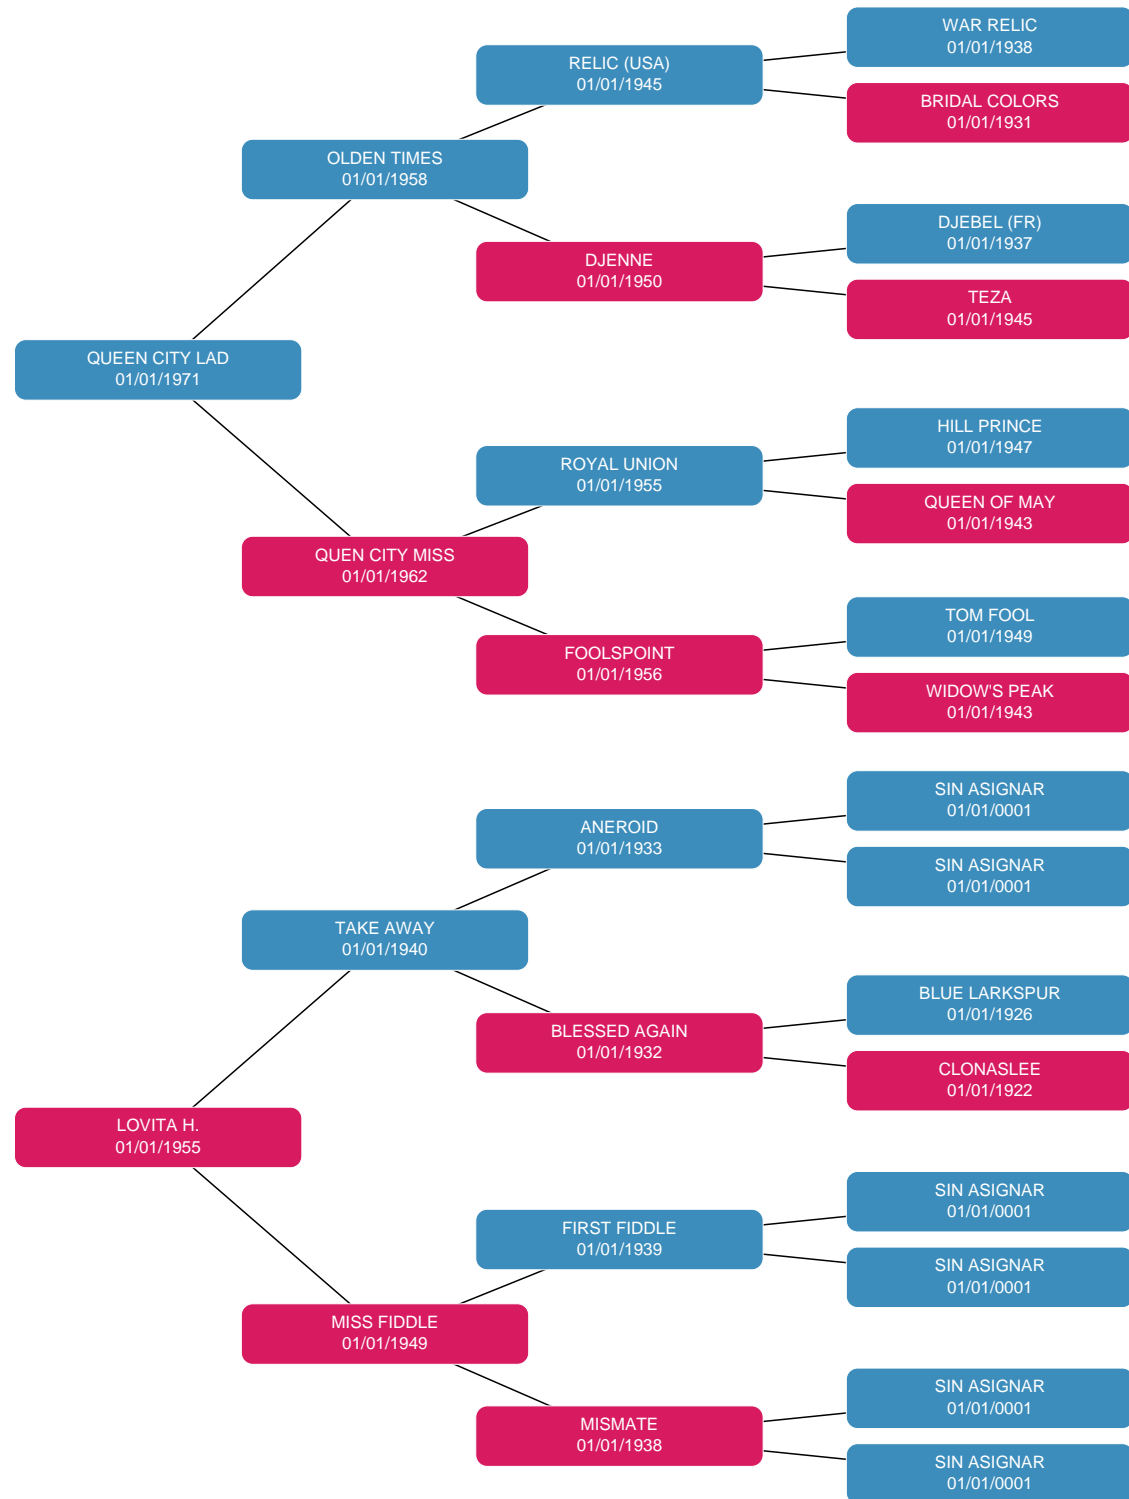 WAR RELIC
01/01/1938
RELIC (USA)
01/01/1945
BRIDAL COLORS
01/01/1931
OLDEN TIMES
01/01/1958
DJEBEL (FR)
01/01/1937
DJENNE
01/01/1950
TEZA
01/01/1945
QUEEN CITY LAD
01/01/1971
HILL PRINCE
01/01/1947
ROYAL UNION
01/01/1955
QUEEN OF MAY
01/01/1943
QUEN CITY MISS
01/01/1962
TOM FOOL
01/01/1949
FOOLSPOINT
01/01/1956
WIDOW'S PEAK
01/01/1943
SIN ASIGNAR
01/01/0001
ANEROID
01/01/1933
SIN ASIGNAR
01/01/0001
TAKE AWAY
01/01/1940
BLUE LARKSPUR
01/01/1926
BLESSED AGAIN
01/01/1932
CLONASLEE
01/01/1922
LOVITA H.
01/01/1955
SIN ASIGNAR
01/01/0001
FIRST FIDDLE
01/01/1939
SIN ASIGNAR
01/01/0001
MISS FIDDLE
01/01/1949
SIN ASIGNAR
01/01/0001
MISMATE
01/01/1938
SIN ASIGNAR
01/01/0001